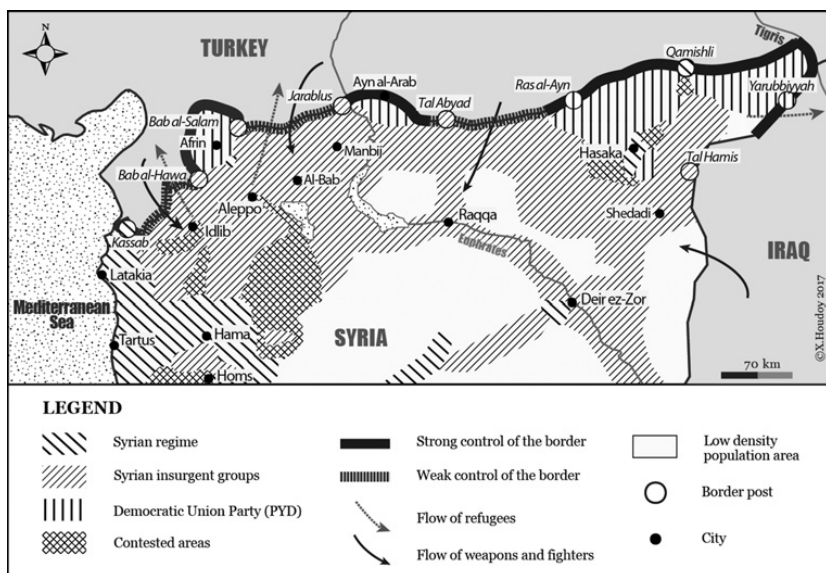 N
TURKEY
Tigris
Qamishli
Ayn al-Arab
Jarablus
Tal Abyad
Ras al-Ayn
Yarubbiyyah
Bab al-Salam
Afrin
Manbij
Hasaka
Tal Hamis
Bab al-Hawa
Al-Bab
Aleppo
Raqqa
Shedadi
Kassab
Idlib
Euphrates
IRAQ
Latakia
Mediterranean
Sea
Deir ez-Zor
Tartus
Hama
SYRIA
Homs
70 km
©X.Houdoy 2017
LEGEND
Syrian regime
Syrian insurgent groups
Democratic Union Party (PYD)
Contested areas
Strong control of the border
Weak control of the border
Flow of refugees
Flow of weapons and fighters
Low density
population area
Border post
City